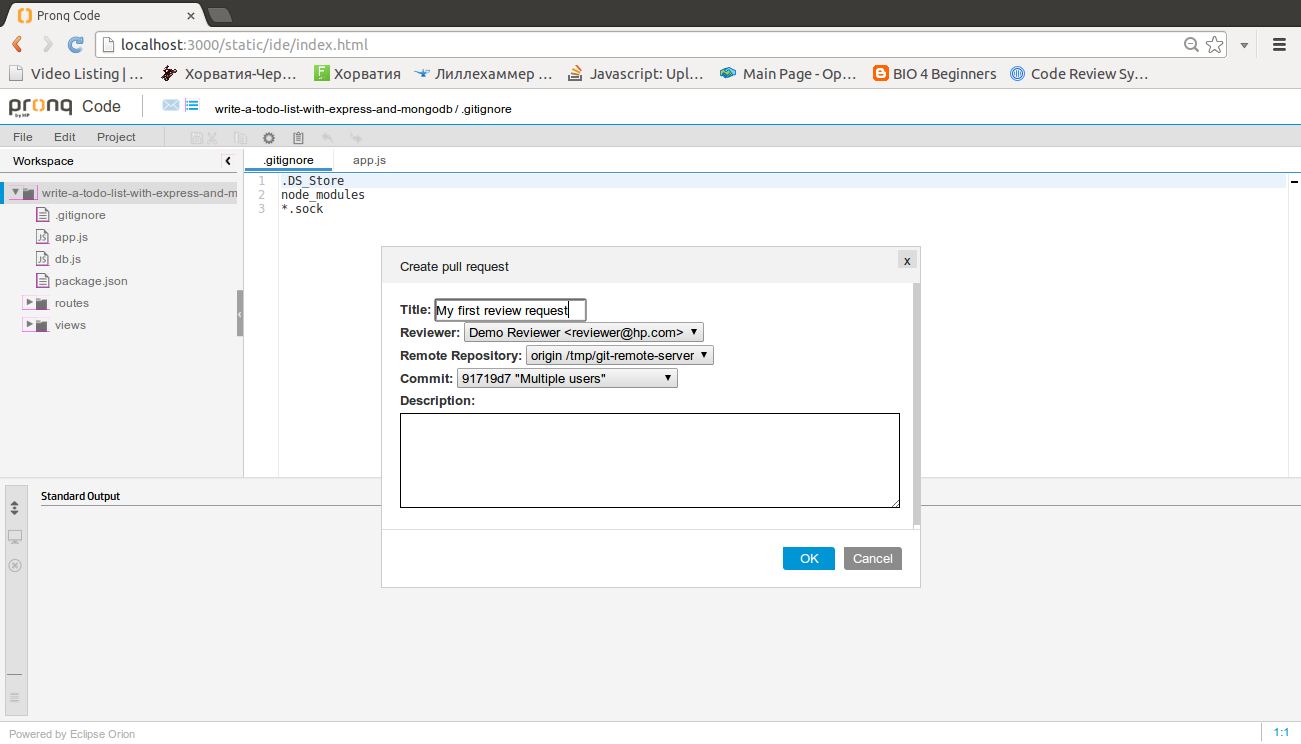 Pronq Code
localhost:3000/static/ide/index.html
Video Listing | ... Хорватия-Чер... Хорватия Лиллехаммер ... Javascript: Upl... Main Page - Op... BIO 4 Beginners Code Review Sy...
pronq by HP Code write-a-todo-list-with-express-and-mongodb / .gitignore
File Edit Project
Workspace
.gitignore app.js
write-a-todo-list-with-express-and-m
.gitignore
app.js
db.js
package.json
routes
views
1 .DS_Store
2 node_modules
3 *.sock
Create pull request x
Title: My first review request
Reviewer: Demo Reviewer <reviewer@hp.com>
Remote Repository: origin /tmp/git-remote-server
Commit: 91719d7 "Multiple users"
Description:
OK Cancel
Standard Output
Powered by Eclipse Orion 1:1